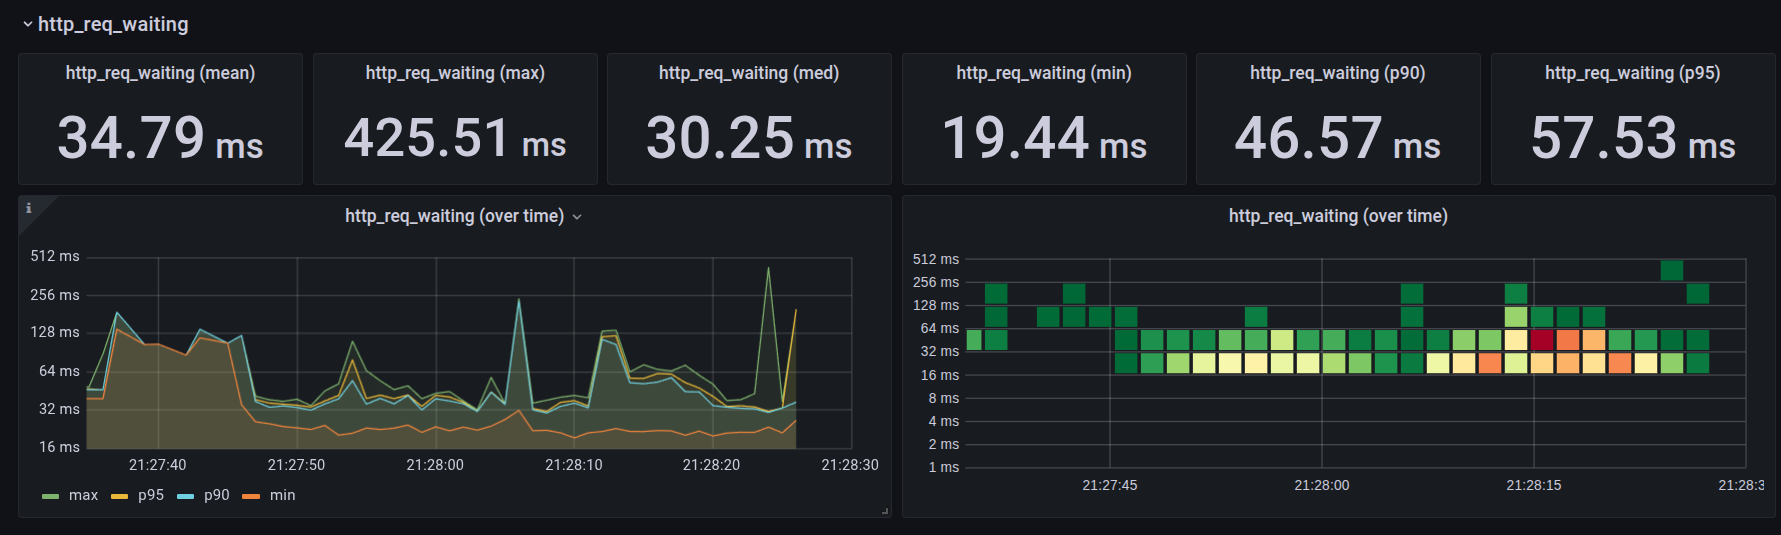 http_req_waiting
http_req_waiting (mean)
34.79 ms
http_req_waiting (max)
425.51 ms
http_req_waiting (med)
30.25 ms
http_req_waiting (min)
19.44 ms
http_req_waiting (p90)
46.57 ms
http_req_waiting (p95)
57.53 ms
i
http_req_waiting (over time)
512 ms
256 ms
128 ms
64 ms
32 ms
16 ms
21:27:40 21:27:50 21:28:00 21:28:10 21:28:20 21:28:30
max p95 p90 min
http_req_waiting (over time)
512 ms
256 ms
128 ms
64 ms
32 ms
16 ms
8 ms
4 ms
2 ms
1 ms
21:27:45 21:28:00 21:28:15 21:28:3